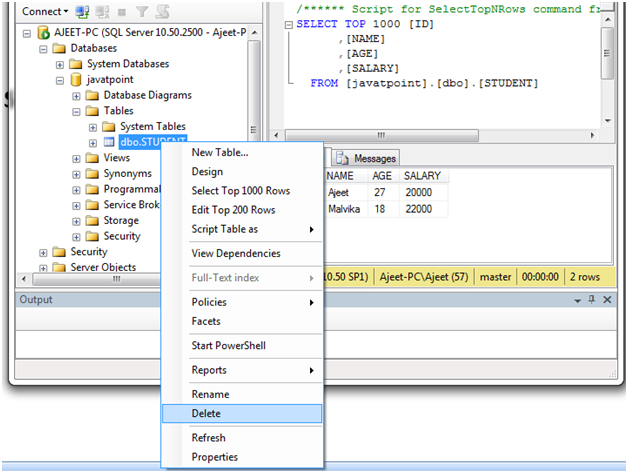 Connect
AJEET-PC (SQL Server 10.50.2500 - Ajeet-P
Databases
System Databases
javatpoint
Database Diagrams
Tables
System Tables
dbo.STUDENT
Views
Synonyms
Programmal
Service Brok
Storage
Security
Security
Server Objects
/****** Script for SelectTopNRows command f
SELECT TOP 1000 [ID]
,[NAME]
,[AGE]
,[SALARY]
FROM [javatpoint].[dbo].[STUDENT]
Messages
NAME AGE SALARY
Ajeet 27 20000
Malvika 18 22000
10.50 SP1) Ajeet-PC\Ajeet (57) master 00:00:00 2 rows
Output
New Table...
Design
Select Top 1000 Rows
Edit Top 200 Rows
Script Table as
View Dependencies
Full-Text index
Policies
Facets
Start PowerShell
Reports
Rename
Delete
Refresh
Properties